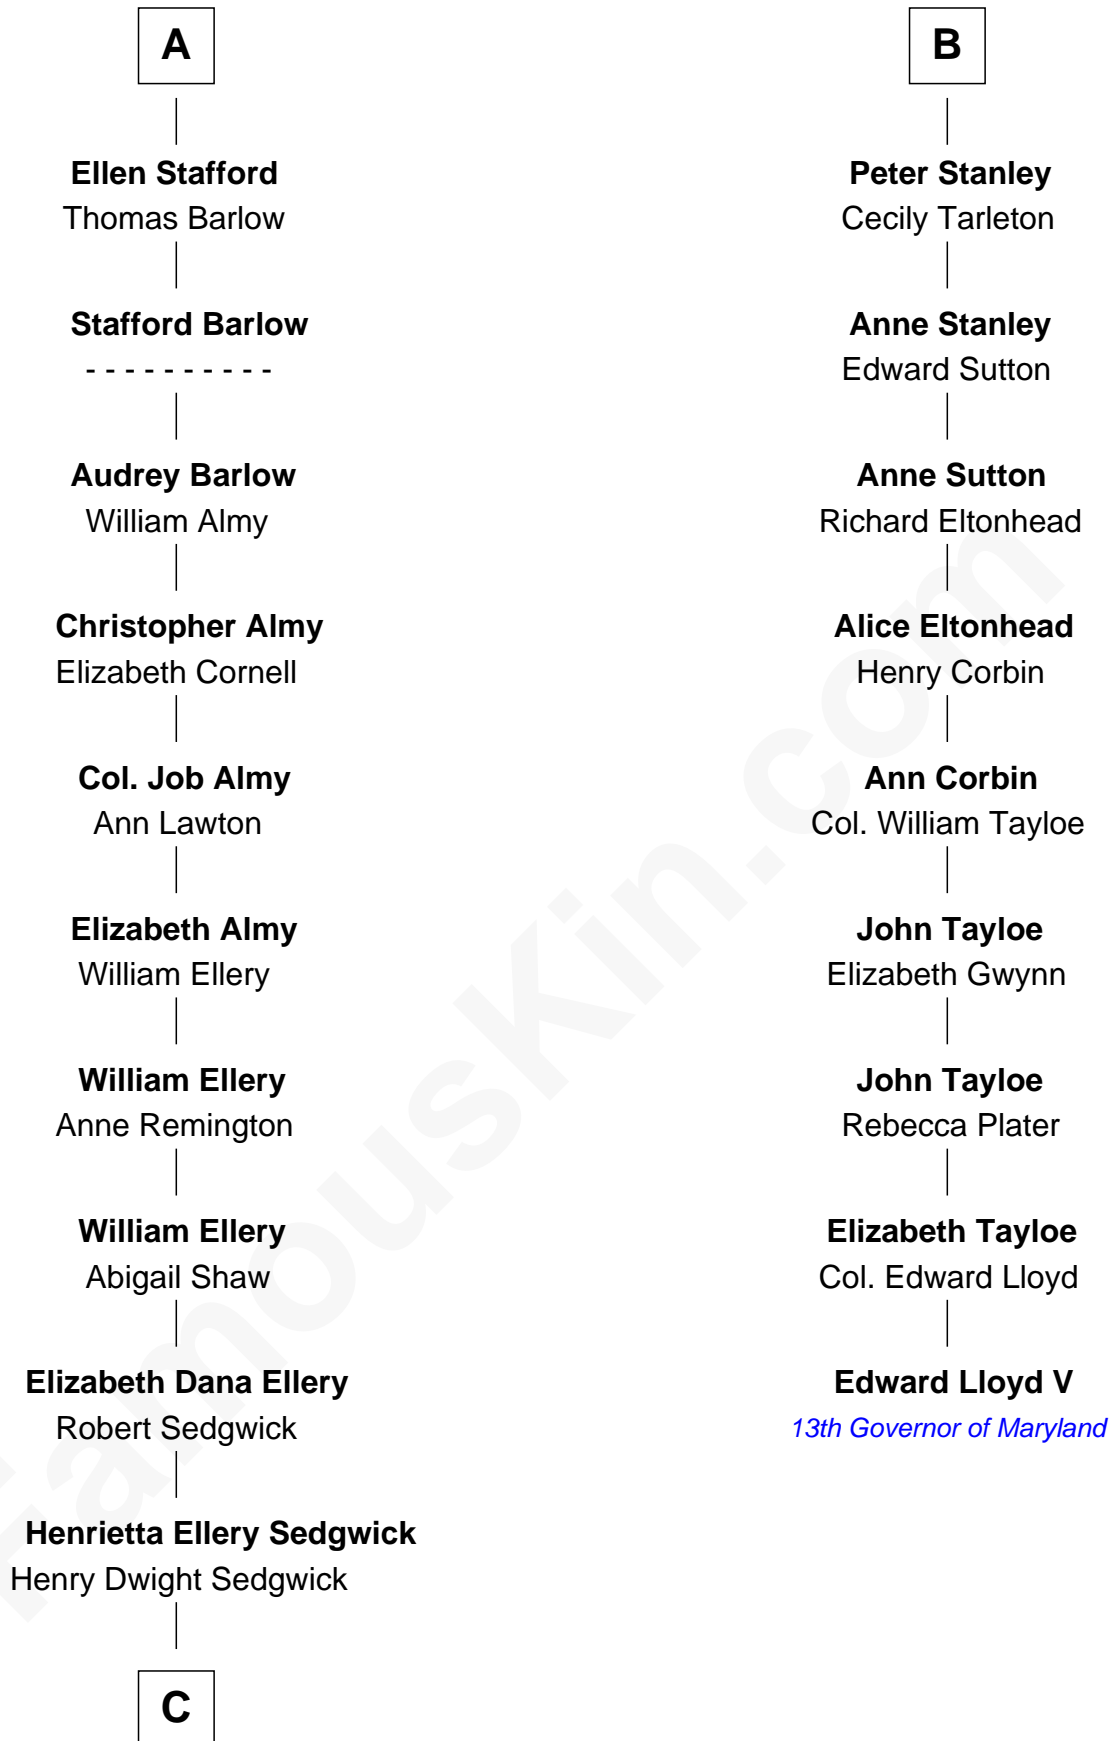 A
Ellen Stafford
Thomas Barlow
Stafford Barlow
- - - - - - - - - -
Audrey Barlow
William Almy
Christopher Almy
Elizabeth Cornell
Col. Job Almy
Ann Lawton
Elizabeth Almy
William Ellery
William Ellery
Anne Remington
William Ellery
Abigail Shaw
Elizabeth Dana Ellery
Robert Sedgwick
Henrietta Ellery Sedgwick
Henry Dwight Sedgwick
C
B
Peter Stanley
Cecily Tarleton
Anne Stanley
Edward Sutton
Anne Sutton
Richard Eltonhead
Alice Eltonhead
Henry Corbin
Ann Corbin
Col. William Tayloe
John Tayloe
Elizabeth Gwynn
John Tayloe
Rebecca Plater
Elizabeth Tayloe
Col. Edward Lloyd
Edward Lloyd V
13th Governor of Maryland
FamousKin.com